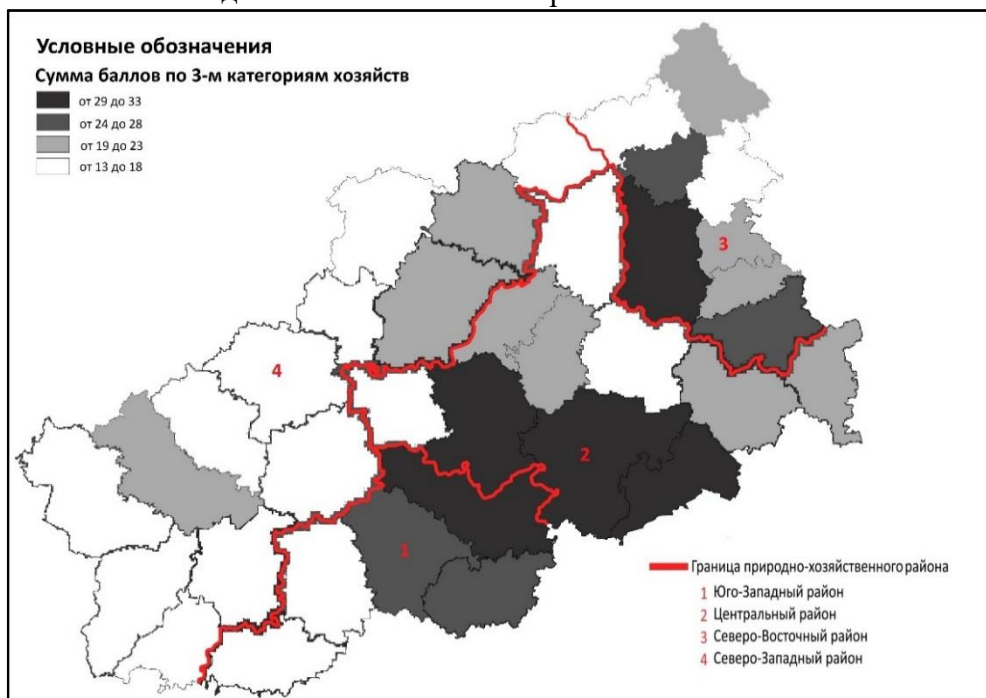 Условные обозначения
Сумма баллов по 3-м категориям хозяйств
от 29 до 33
от 24 до 28
от 19 до 23
от 13 до 18
3
4
2
1
Граница природно-хозяйственного района
1 Юго-Западный район
2 Центральный район
3 Северо-Восточный район
4 Северо-Западный район